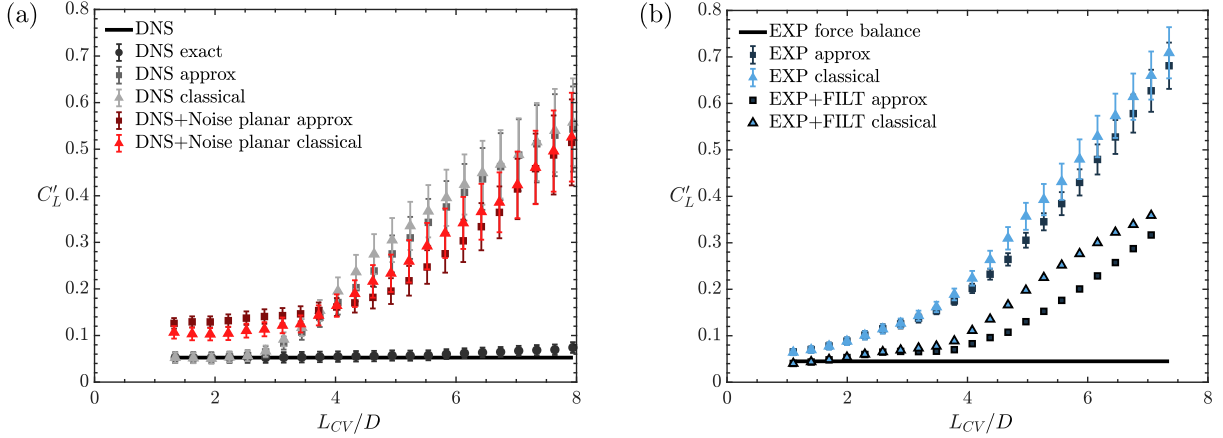 (a)
0.8
0.7
0.6
0.5
0.4
0.3
0.2
0.1
0
C′_L
DNS
DNS exact
DNS approx
DNS classical
DNS+Noise planar approx
DNS+Noise planar classical
0 2 4 6 8
L_CV/D
(b)
0.8
0.7
0.6
0.5
0.4
0.3
0.2
0.1
0
C′_L
EXP force balance
EXP approx
EXP classical
EXP+FILT approx
EXP+FILT classical
0 2 4 6 8
L_CV/D